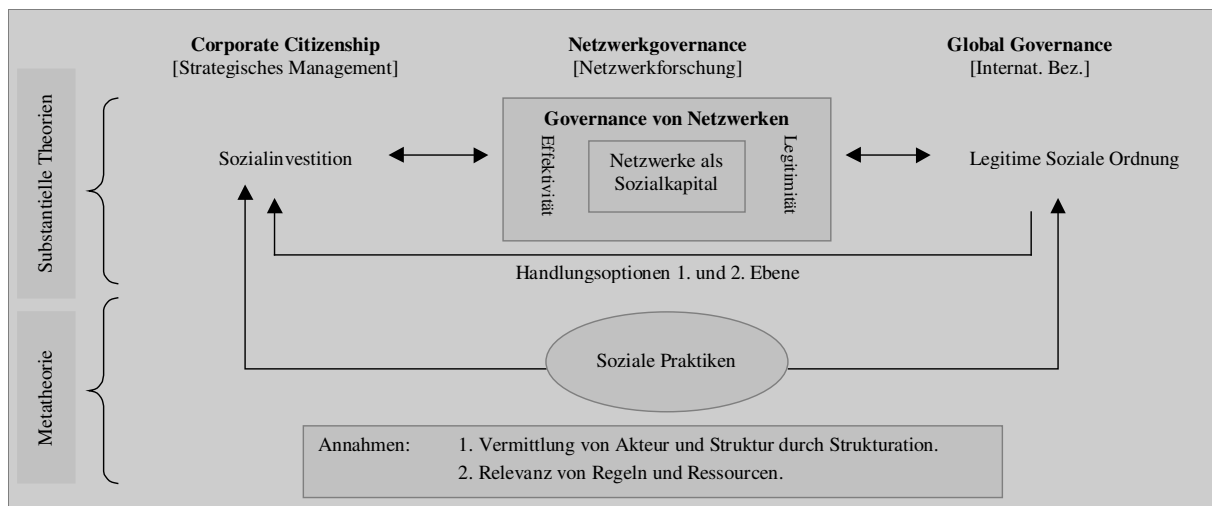 Corporate Citizenship
[Strategisches Management]
Netzwerkgovernance
[Netzwerkforschung]
Global Governance
[Internat. Bez.]
Substantielle Theorien
Sozialinvestition
Governance von Netzwerken
Effektivität
Netzwerke als
Sozialkapital
Legitimität
Legitime Soziale Ordnung
Handlungsoptionen 1. und 2. Ebene
Metatheorie
Soziale Praktiken
Annahmen: 1. Vermittlung von Akteur und Struktur durch Strukturation.
2. Relevanz von Regeln und Ressourcen.